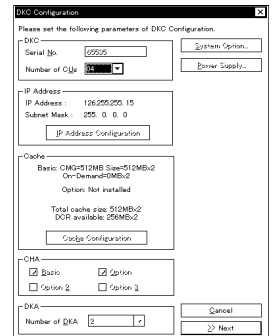 DKC Configuration
Please set the following parameters of DKC Configuration.
DKC
Serial No. 65535
Number of CUs 04
System Option...
Power Supply...
IP Address
IP Address : 126.255.255. 15
Subnet Mask : 255. 0. 0. 0
IP Address Configuration
Cache
Basic: CMG=512MB Size=512MBx2
On-Demand=0MBx2
Option: Not installed
Total cache size: 512MBx2
DCR available: 256MBx2
Cache Configuration
CHA
Basic Option
Option 2 Option 3
DKA
Number of DKA 2
Cancel
>> Next